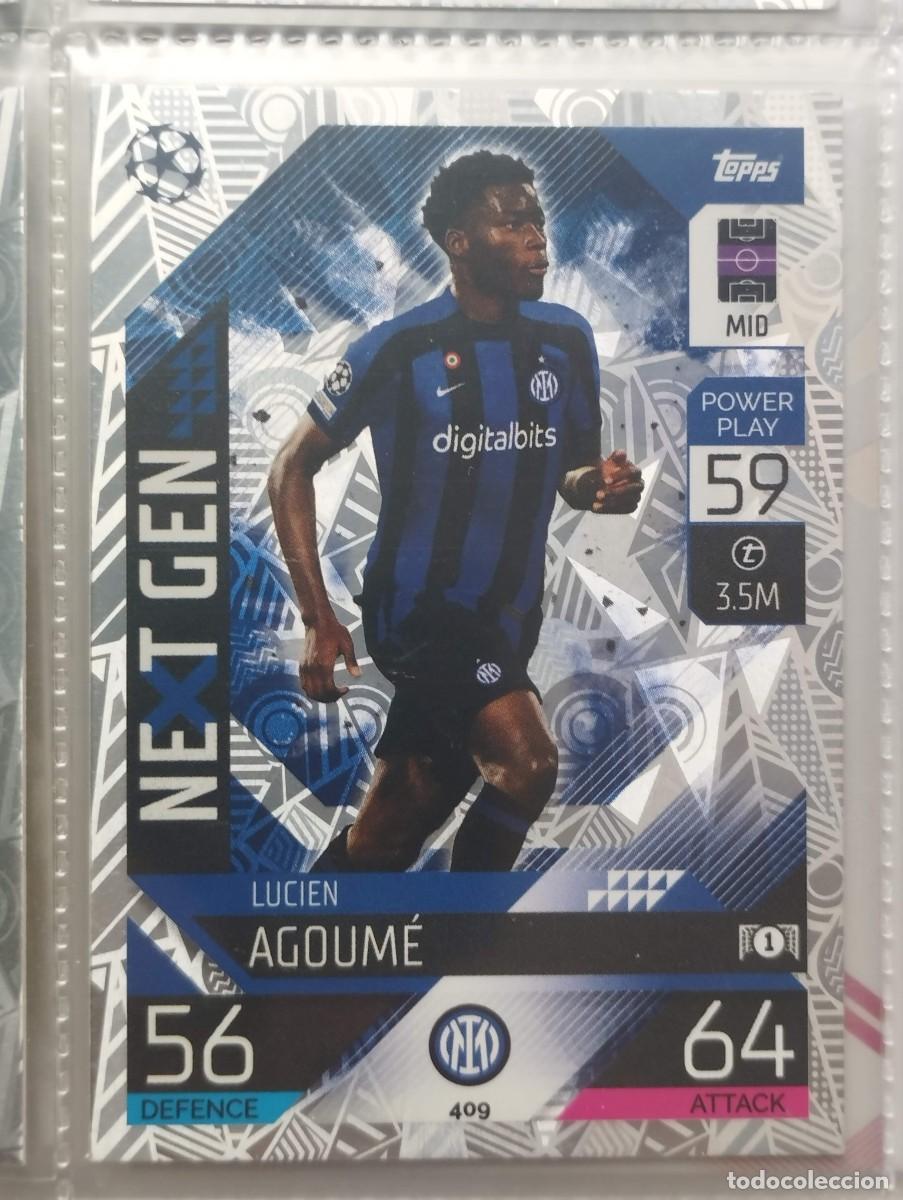 topps
MID
POWER
PLAY
59
t
3.5M
digitalbits
NEXT GEN
LUCIEN
AGOUMÉ
1
56
64
DEFENCE
409
ATTACK
todocoleccion